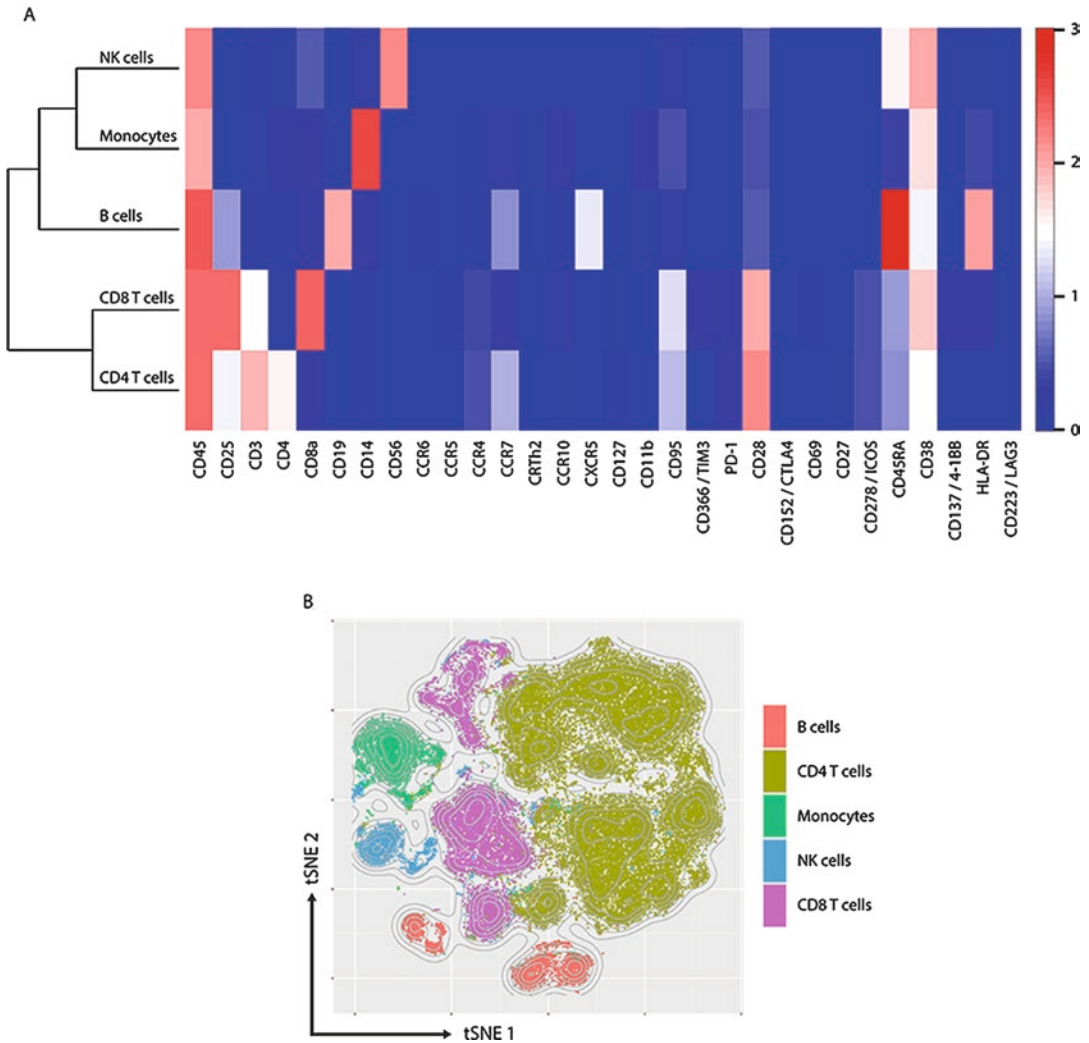 A
NK cells
Monocytes
B cells
CD8 T cells
CD4 T cells
3
2
1
0
CD45
CD25
CD3
CD4
CD8a
CD19
CD14
CD56
CCR6
CCR5
CCR4
CCR7
CRTh2
CCR10
CXCR5
CD127
CD11b
CD95
CD366 / TIM3
PD-1
CD28
CD152 / CTLA4
CD69
CD27
CD278 / ICOS
CD45RA
CD38
CD137 / 4-1BB
HLA-DR
CD223 / LAG3
B
tSNE 2
tSNE 1
B cells
CD4 T cells
Monocytes
NK cells
CD8 T cells